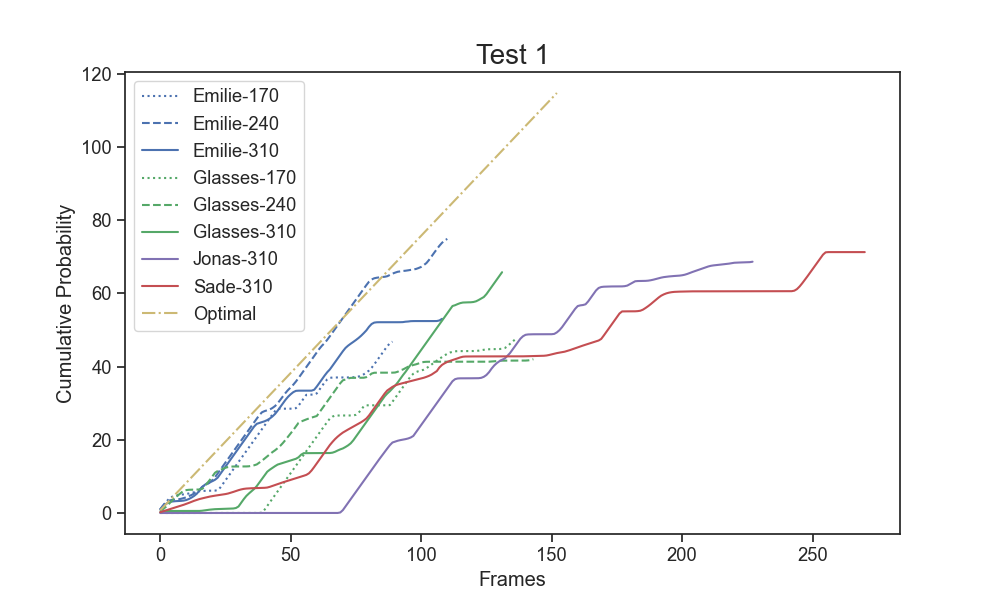 Test 1
120
100
80
60
40
20
0
Cumulative Probability
Emilie-170
Emilie-240
Emilie-310
Glasses-170
Glasses-240
Glasses-310
Jonas-310
Sade-310
Optimal
0 50 100 150 200 250
Frames